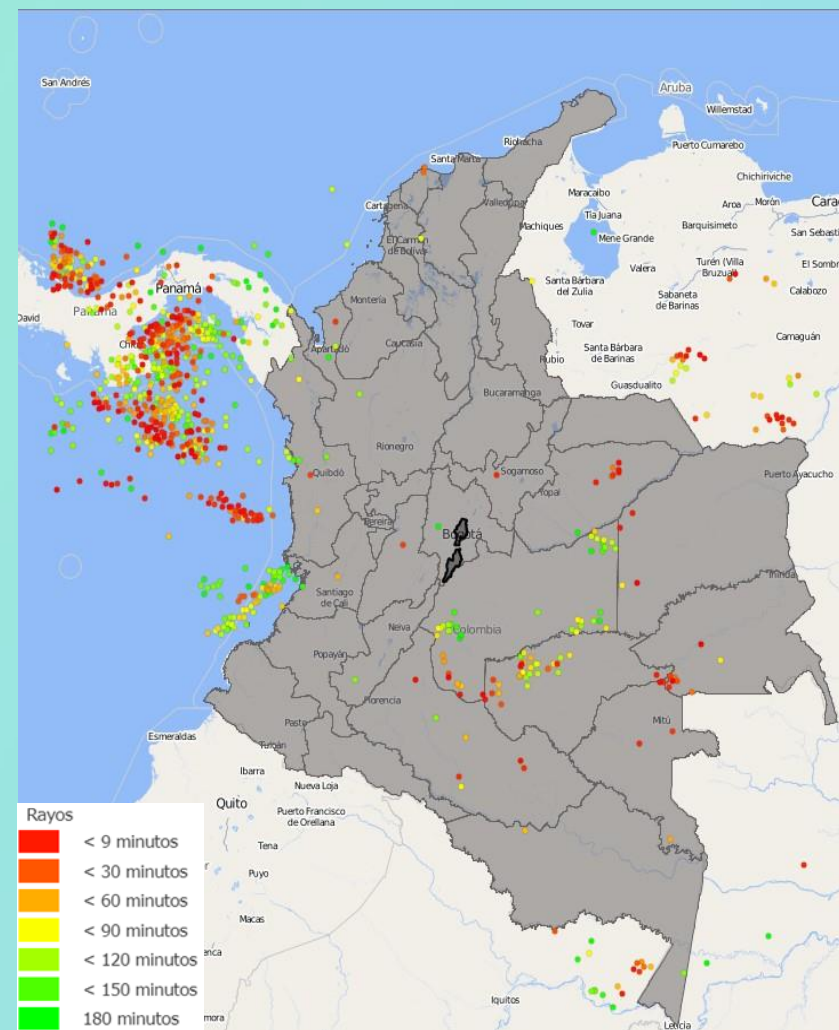 San Andrés
Aruba
Willemstad
Riohacha
Puerto Cumarebo
Santa Marta
Chichiriviche
Maracaibo
Cartagena
Valledupar
Aroa
Morón
Tía Juana
Machiques
Barquisimeto
Mene Grande
San Sebasti
El Carmen
de Bolívar
Turén (Villa
Bruzual)
El Sombr
Valera
Panamá
Santa Bárbara
del Zulia
Sabaneta
de Barinas
Calabozo
David
Panamá
Montería
Tovar
Camaguán
Apartadó
Caucasia
Santa Bárbara
de Barinas
Rubio
Guasdualito
Bucaramanga
Rionegro
Quibdó
Sogamoso
Puerto Ayacucho
Yopal
Pereira
Bogotá
Inírida
Santiago
de Cali
Neiva
Colombia
Popayán
Florencia
Mitú
Pasto
Esmeraldas
Ibarra
Nueva Loja
Quito
Puerto Francisco
de Orellana
Tena
Puyo
Macas
Iquitos
Leticia
Rayos
< 9 minutos
< 30 minutos
< 60 minutos
< 90 minutos
< 120 minutos
< 150 minutos
180 minutos